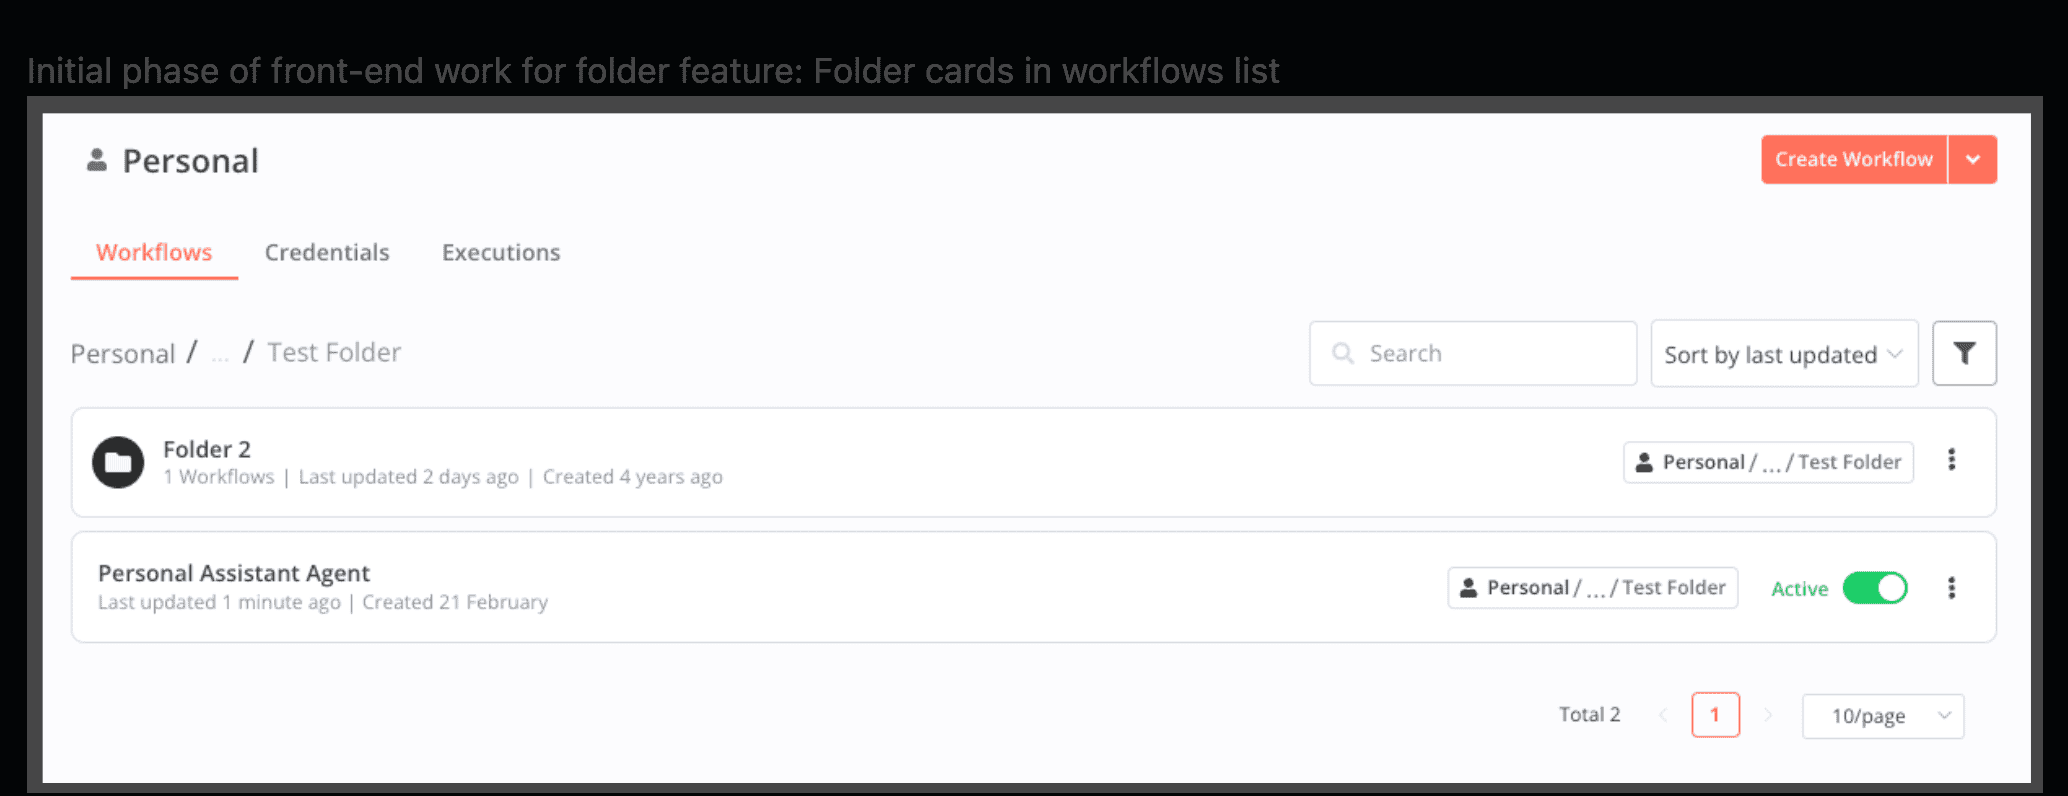 Initial phase of front-end work for folder feature: Folder cards in workflows list
Personal
Create Workflow
Workflows Credentials Executions
Personal / ... / Test Folder
Search
Sort by last updated
Folder 2
1 Workflows | Last updated 2 days ago | Created 4 years ago
Personal / ... / Test Folder
Personal Assistant Agent
Last updated 1 minute ago | Created 21 February
Personal / ... / Test Folder
Active
Total 2
1
10/page